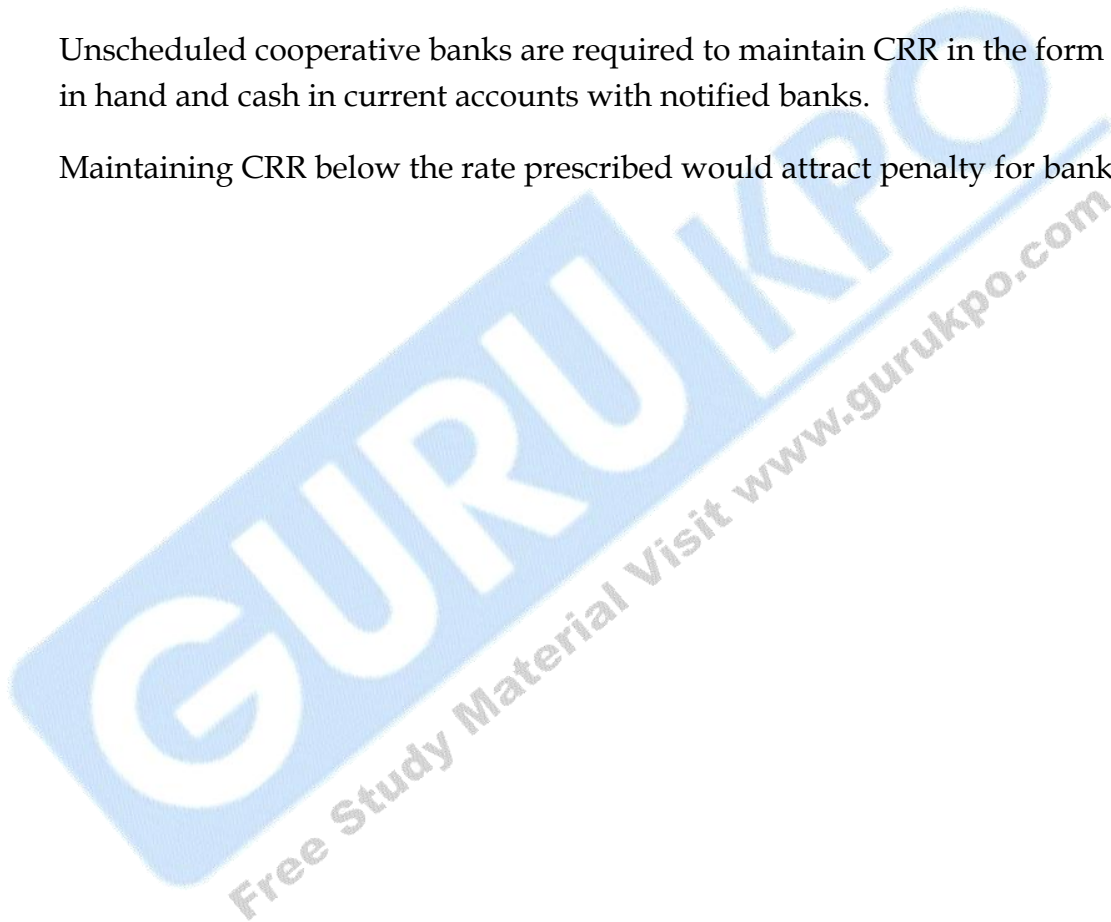 Unscheduled cooperative banks are required to maintain CRR in the form
in hand and cash in current accounts with notified banks.
Maintaining CRR below the rate prescribed would attract penalty for bank
GURU KPO
Free Study Material Visit www.gurukpo.com